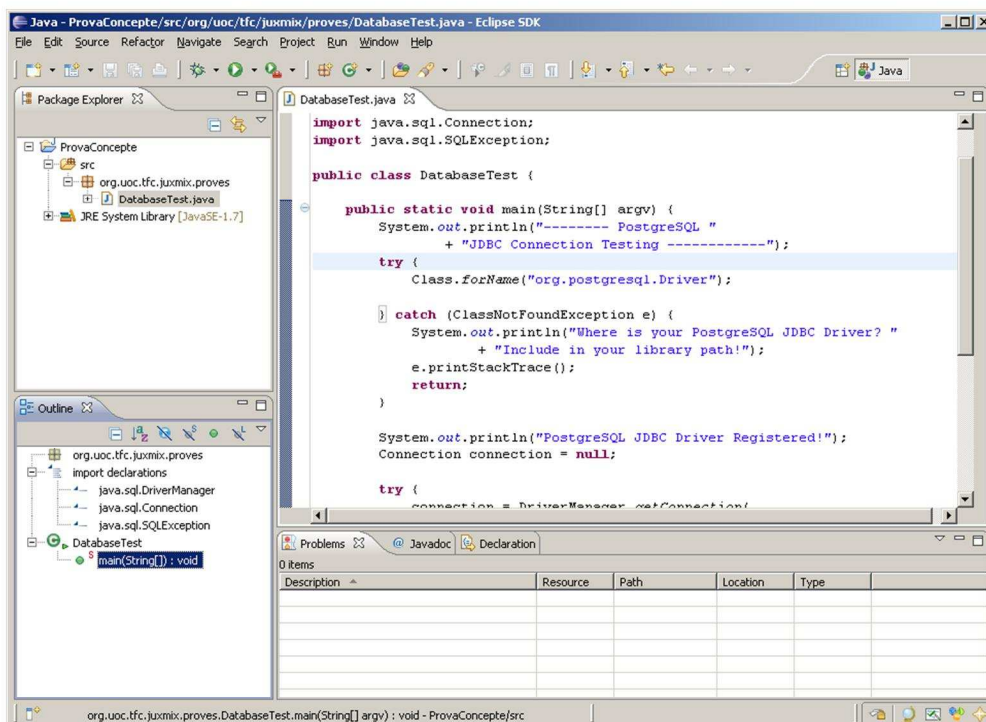 Java - ProvaConcepte/src/org/uoc/tfc/juxmix/proves/DatabaseTest.java - Eclipse SDK
File Edit Source Refactor Navigate Search Project Run Window Help
Java
Package Explorer
ProvaConcepte
src
org.uoc.tfc.juxmix.proves
DatabaseTest.java
JRE System Library [JavaSE-1.7]
Outline
org.uoc.tfc.juxmix.proves
import declarations
java.sql.DriverManager
java.sql.Connection
java.sql.SQLException
DatabaseTest
main(String[]) : void
DatabaseTest.java
import java.sql.Connection;
import java.sql.SQLException;
public class DatabaseTest {
public static void main(String[] argv) {
System.out.println("-------- PostgreSQL "
+ "JDBC Connection Testing ------------");
try {
Class.forName("org.postgresql.Driver");
} catch (ClassNotFoundException e) {
System.out.println("Where is your PostgreSQL JDBC Driver? "
+ "Include in your library path!");
e.printStackTrace();
return;
}
System.out.println("PostgreSQL JDBC Driver Registered!");
Connection connection = null;
try {
connection = DriverManager.getConnection(
Problems @ Javadoc Declaration
0 items
Description Resource Path Location Type
org.uoc.tfc.juxmix.proves.DatabaseTest.main(String[] argv) : void - ProvaConcepte/src